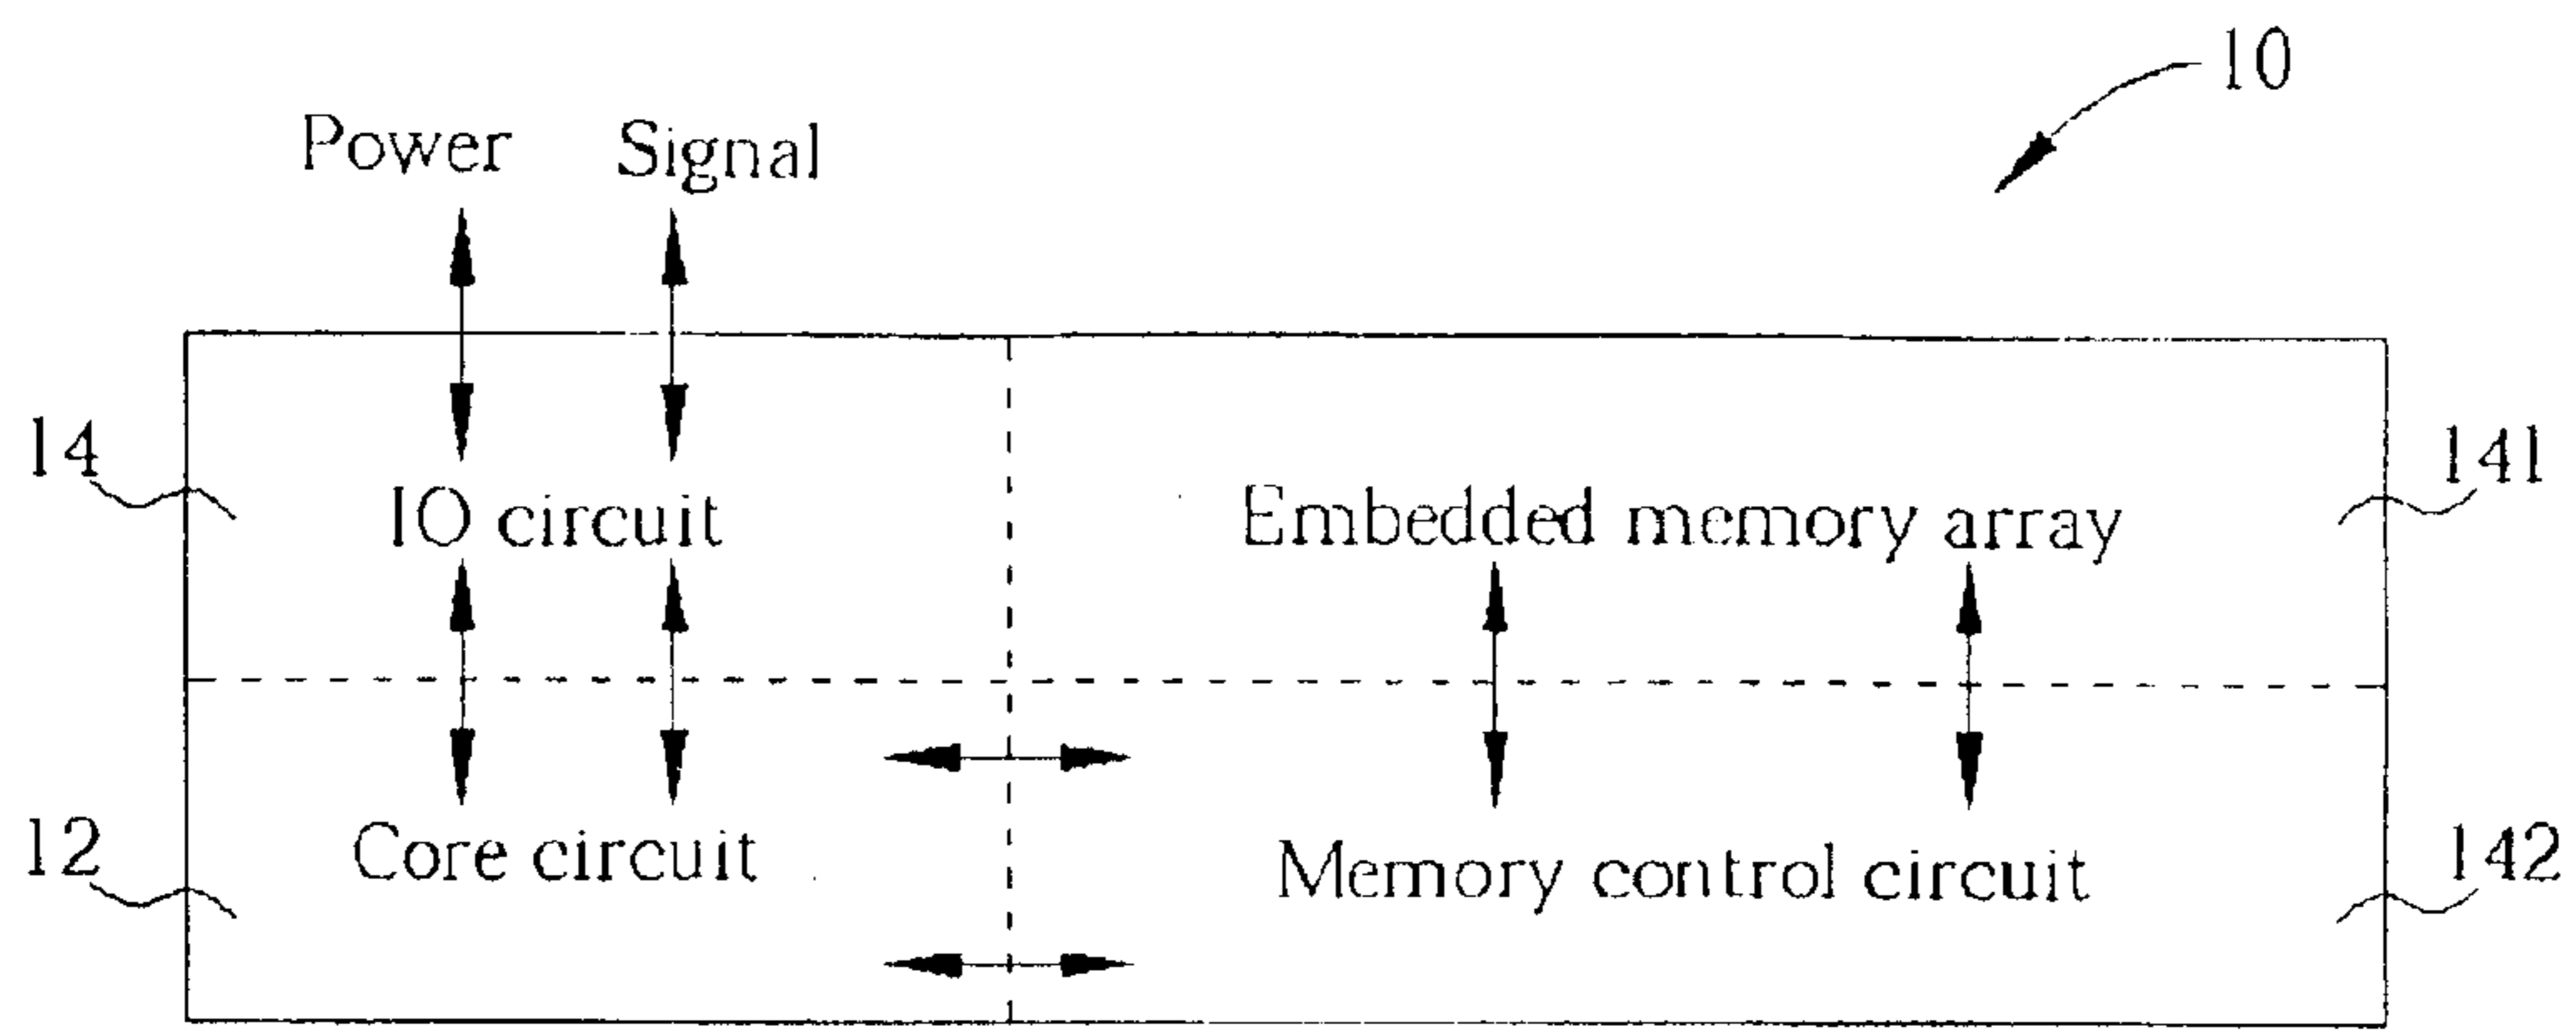 10
Power Signal
14
IO circuit
Embedded memory array
141
12
Core circuit
Memory control circuit
142